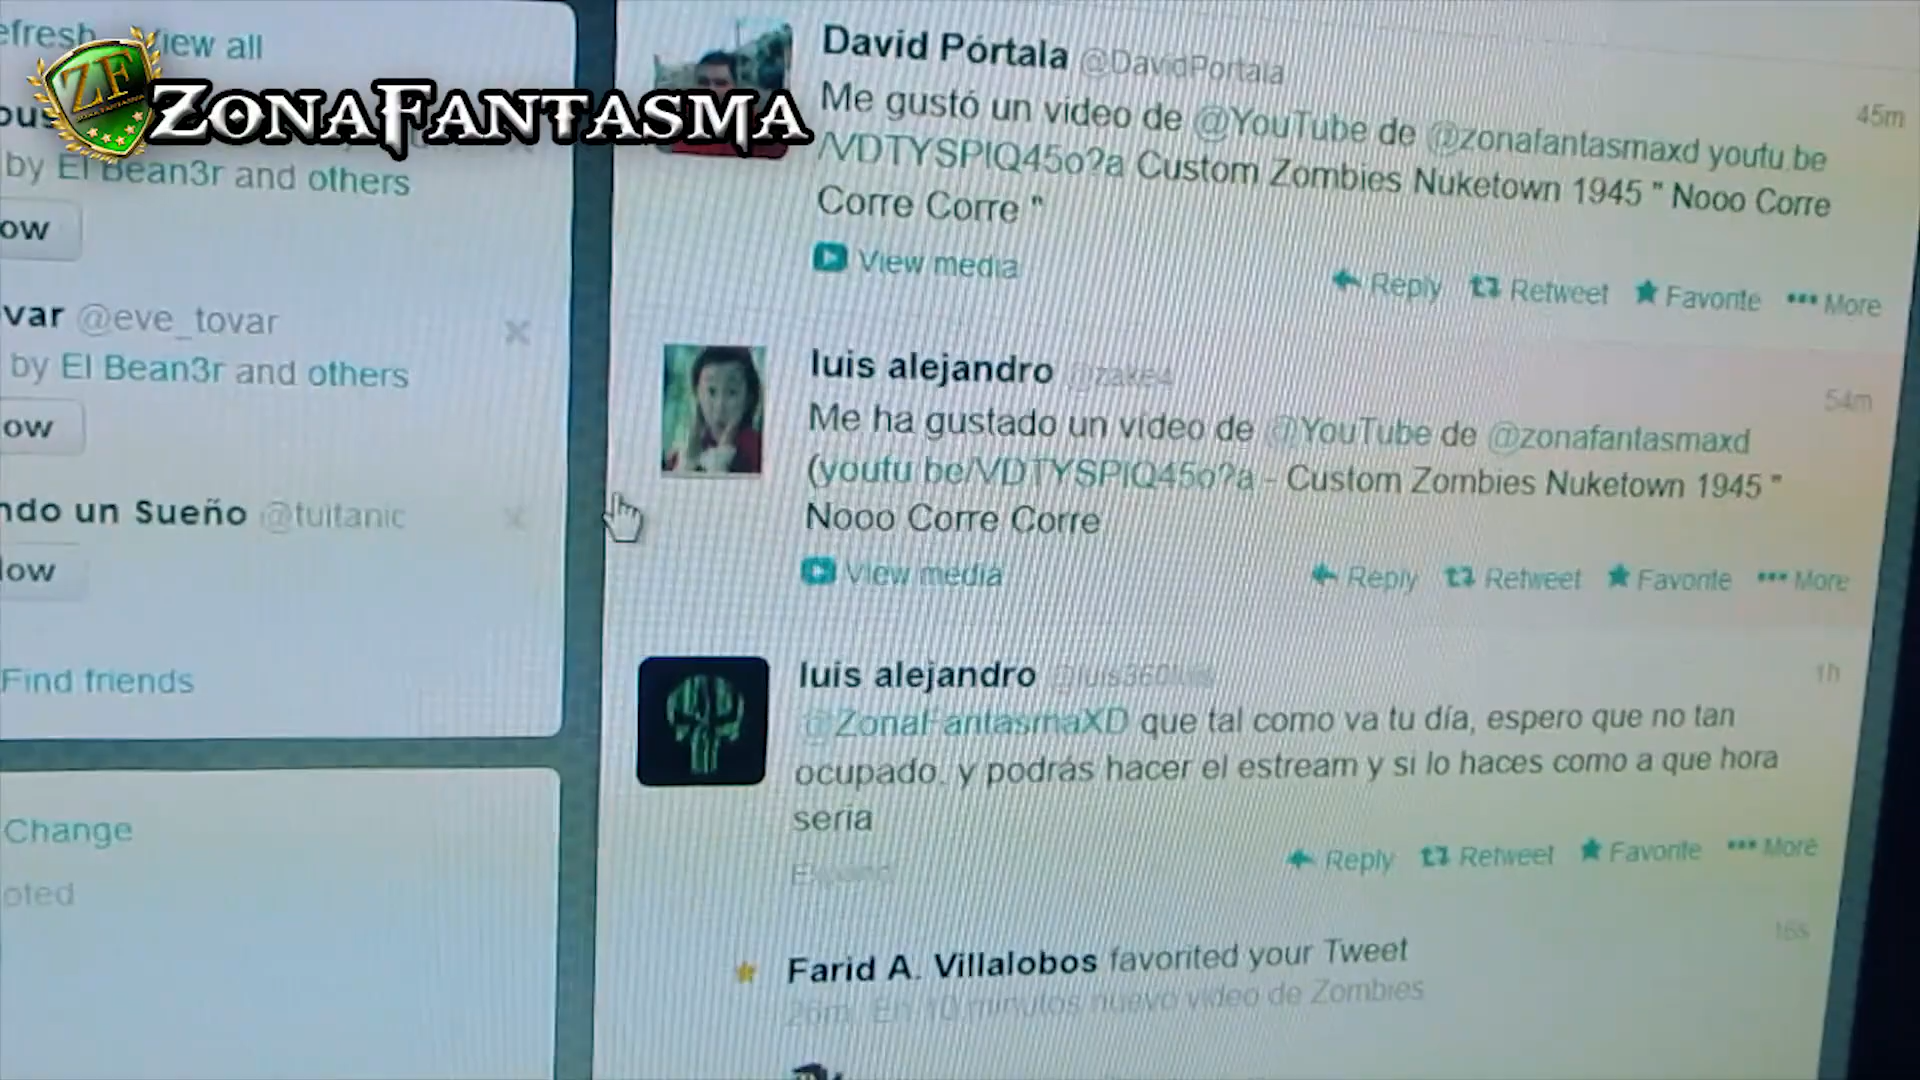 View all
ZF
ZONAFANTASMA
by El Bean3r and others
ow
var @eve_tovar
by El Bean3r and others
ow
ndo un Sueño @tuitanic
low
Find friends
Change
oted
David Pórtala @DavidPortala
45m
Me gustó un video de @YouTube de @zonafantasmaxd youtu.be
/VDTYSPIQ45o?a Custom Zombies Nuketown 1945 " Nooo Corre
Corre Corre "
View media
Reply Retweet Favorite More
luis alejandro @zake4
54m
Me ha gustado un vídeo de @YouTube de @zonafantasmaxd
(youtu be/VDTYSPIQ45o?a - Custom Zombies Nuketown 1945 "
Nooo Corre Corre
View media
Reply Retweet Favorite More
luis alejandro
1h
@ZonaFantasmaXD que tal como va tu día, espero que no tan
ocupado. y podrás hacer el estream y si lo haces como a que hora
seria
Expand
Reply Retweet Favorite More
16s
Farid A. Villalobos favorited your Tweet
26m En 10 minutos nuevo video de Zombies